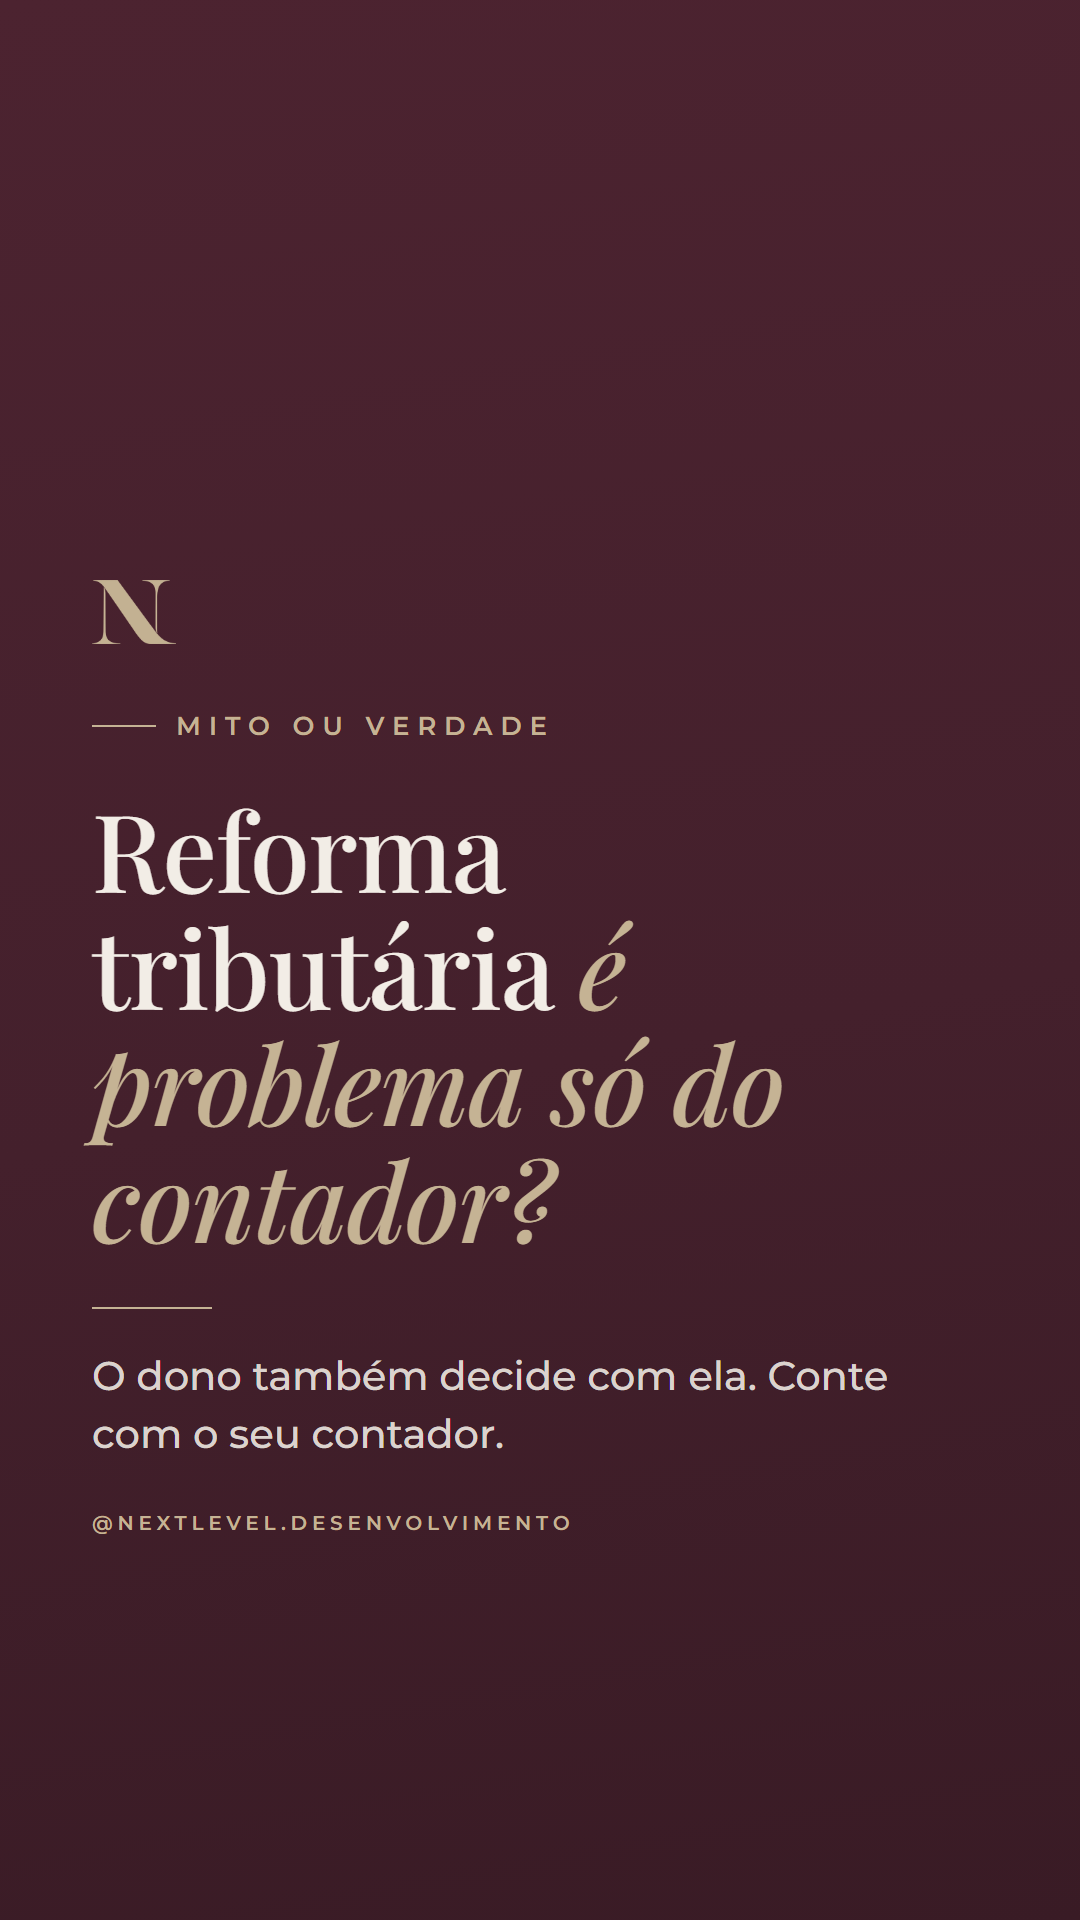 N
MITO OU VERDADE
Reforma
tributária é
problema só do
contador?
O dono também decide com ela. Conte
com o seu contador.
@NEXTLEVEL.DESENVOLVIMENTO